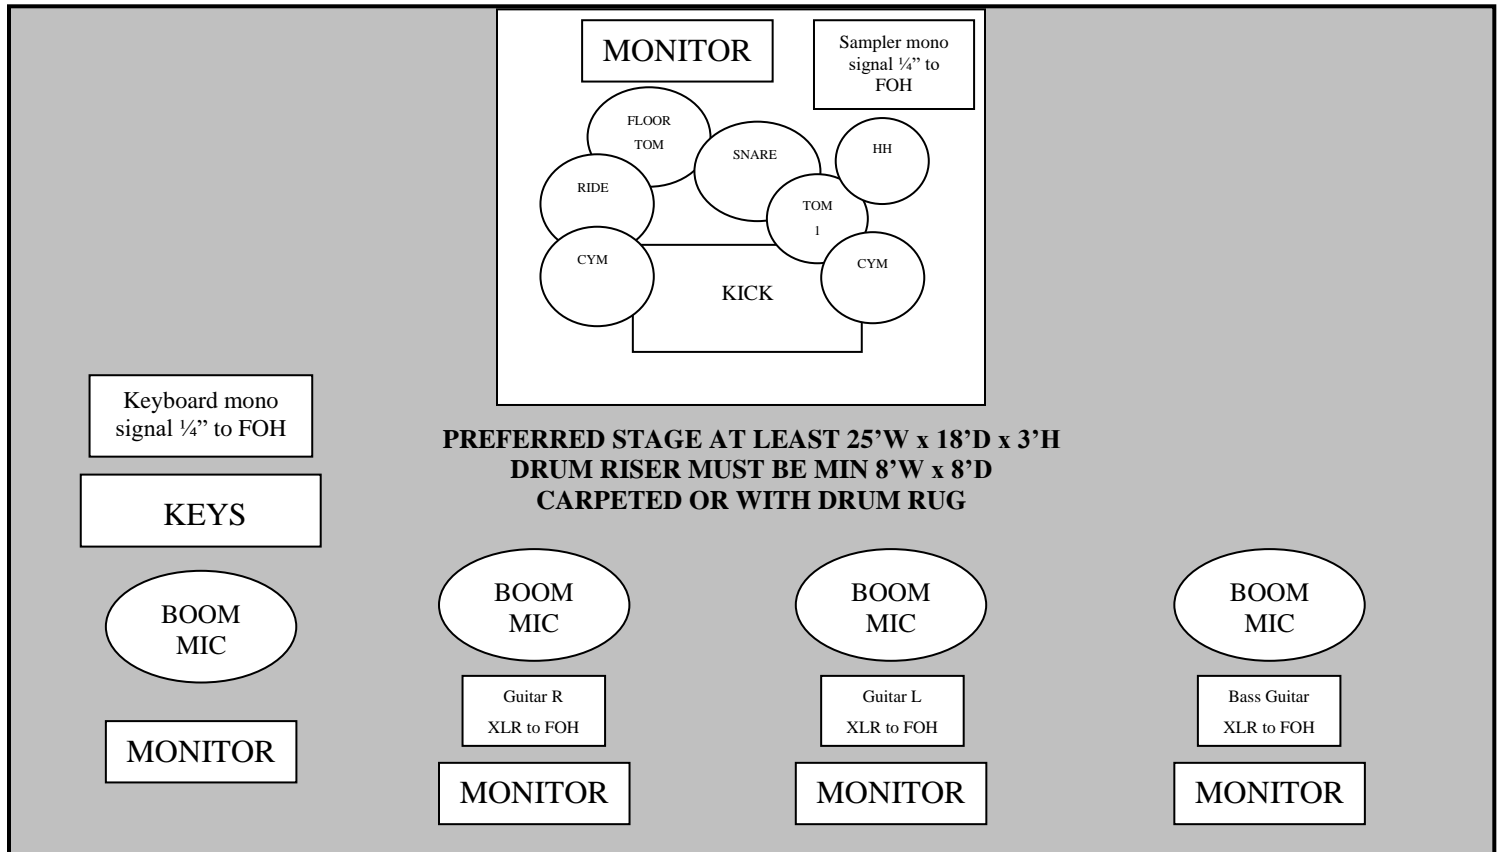 MONITOR
Sampler mono
signal ¼” to
FOH
FLOOR
TOM
SNARE
HH
RIDE
TOM
1
CYM
CYM
KICK
Keyboard mono
signal ¼” to FOH
PREFERRED STAGE AT LEAST 25’W x 18’D x 3’H
DRUM RISER MUST BE MIN 8’W x 8’D
CARPETED OR WITH DRUM RUG
KEYS
BOOM
MIC
BOOM
MIC
BOOM
MIC
BOOM
MIC
Guitar R
XLR to FOH
Guitar L
XLR to FOH
Bass Guitar
XLR to FOH
MONITOR
MONITOR
MONITOR
MONITOR